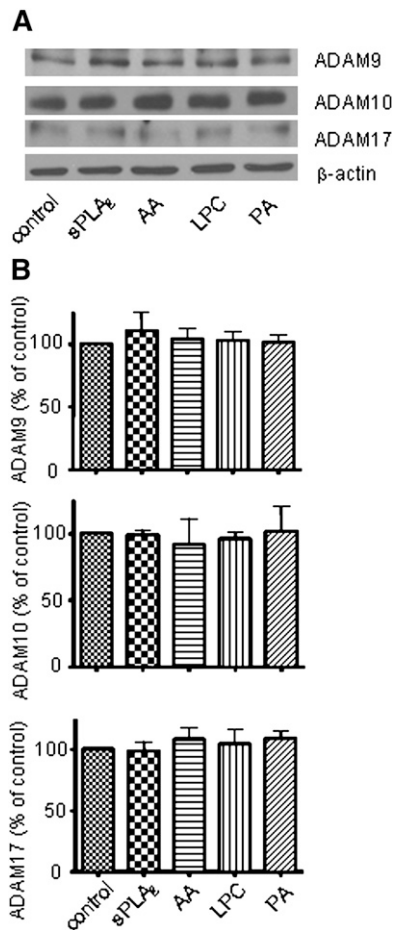 A
ADAM9
ADAM10
ADAM17
β-actin
control
sPLA₂
AA
LPC
PA
B
ADAM9 (% of control)
100
50
0
ADAM10 (% of control)
100
50
0
ADAM17 (% of control)
100
50
0
control
sPLA₂
AA
LPC
PA